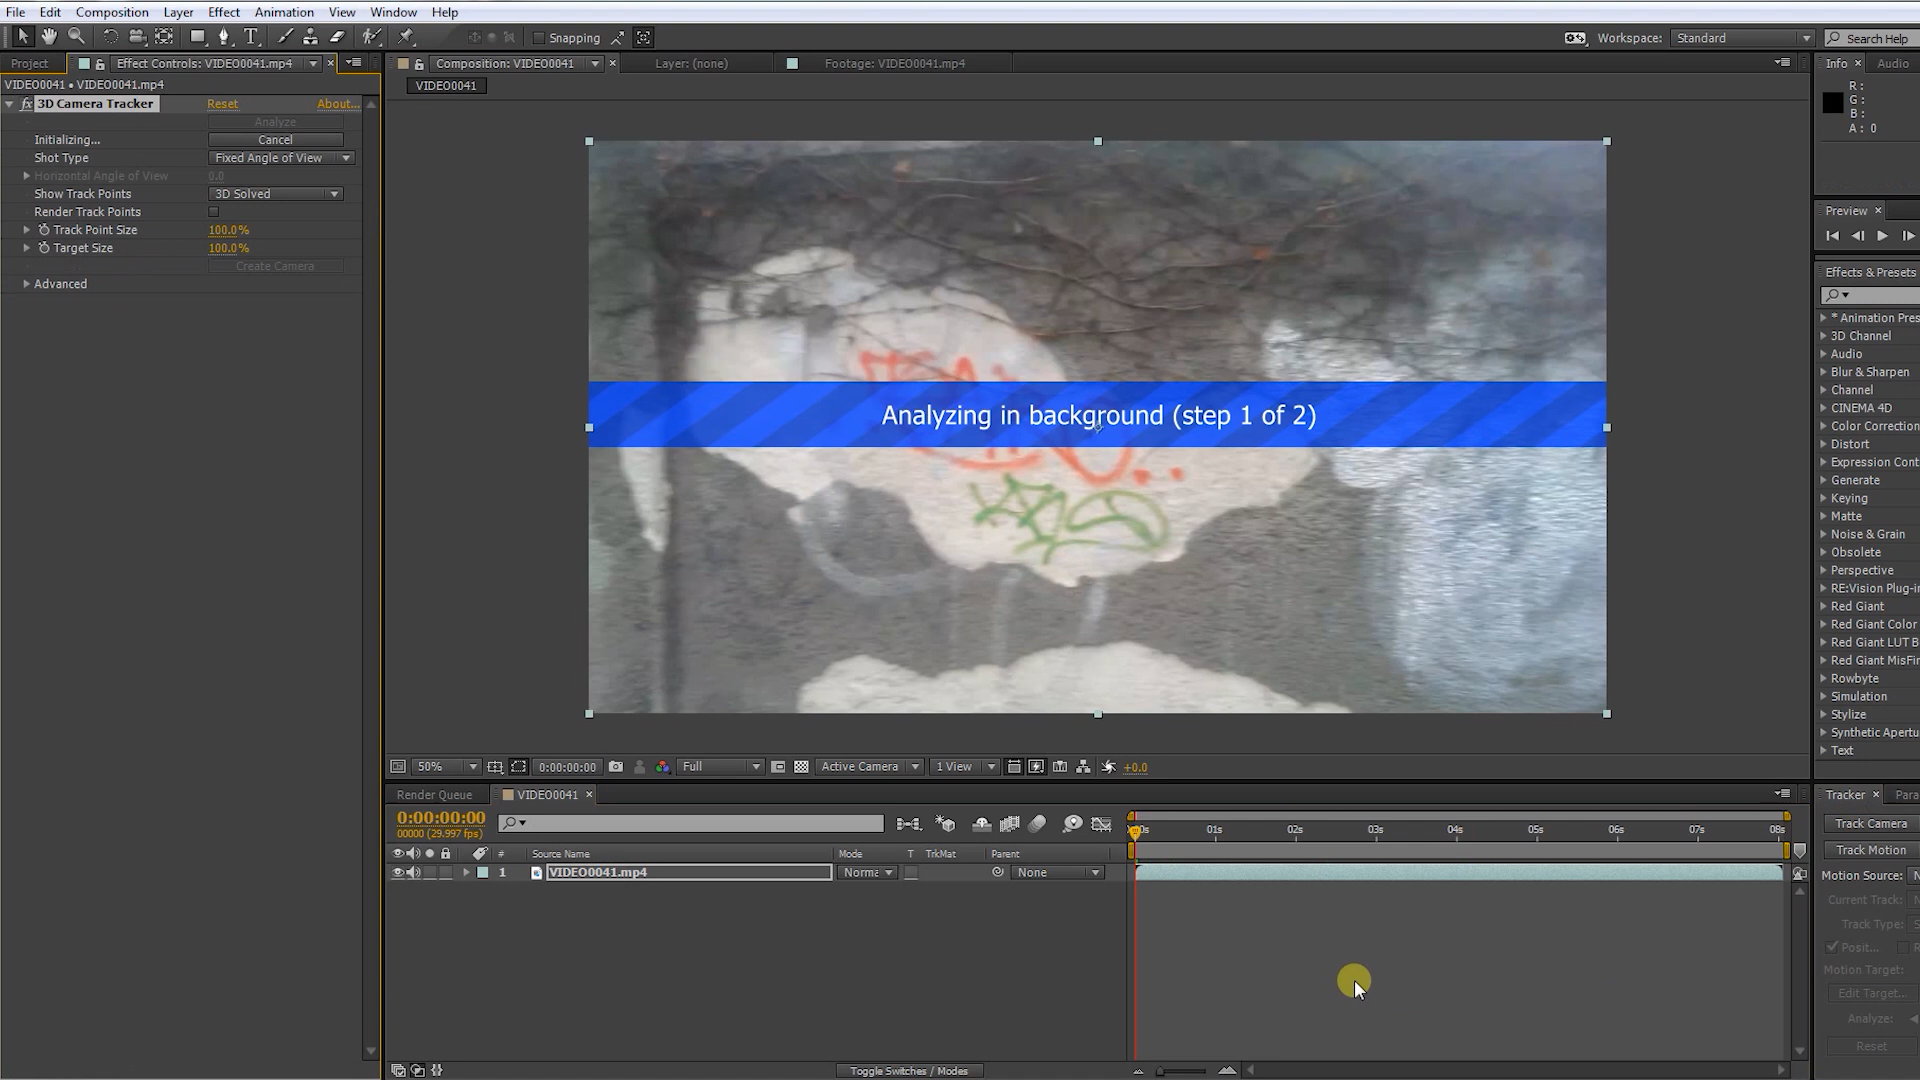 File Edit Composition Layer Effect Animation View Window Help
Snapping
Workspace: Standard
Search Help
Project
Effect Controls: VIDEO0041.mp4
Composition: VIDEO0041
Layer: (none)
Footage: VIDEO0041.mp4
Info
Audio
VIDEO0041 • VIDEO0041.mp4
VIDEO0041
fx 3D Camera Tracker Reset About...
Analyze
Initializing... Cancel
Shot Type Fixed Angle of View
Horizontal Angle of View 0.0
Show Track Points 3D Solved
Render Track Points
Track Point Size 100.0%
Target Size 100.0%
Create Camera
Advanced
Analyzing in background (step 1 of 2)
R:
G:
B:
A: 0
Preview
Effects & Presets
* Animation Pres
3D Channel
Audio
Blur & Sharpen
Channel
CINEMA 4D
Color Correction
Distort
Expression Cont
Generate
Keying
Matte
Noise & Grain
Obsolete
Perspective
RE:Vision Plug-in
Red Giant
Red Giant Color
Red Giant LUT B
Red Giant MisFir
Rowbyte
Simulation
Stylize
Synthetic Apertu
Text
50% 0:00:00:00 Full Active Camera 1 View +0.0
Render Queue
VIDEO0041
0:00:00:00
00000 (29.997 fps)
01s 02s 03s 04s 05s 06s 07s 08s
# Source Name Mode T TrkMat Parent
1 VIDEO0041.mp4 Norma None
Toggle Switches / Modes
Tracker
Para
Track Camera
Track Motion
Motion Source: N
Current Track: N
Track Type: S
Posit... R
Motion Target:
Edit Target...
Analyze:
Reset